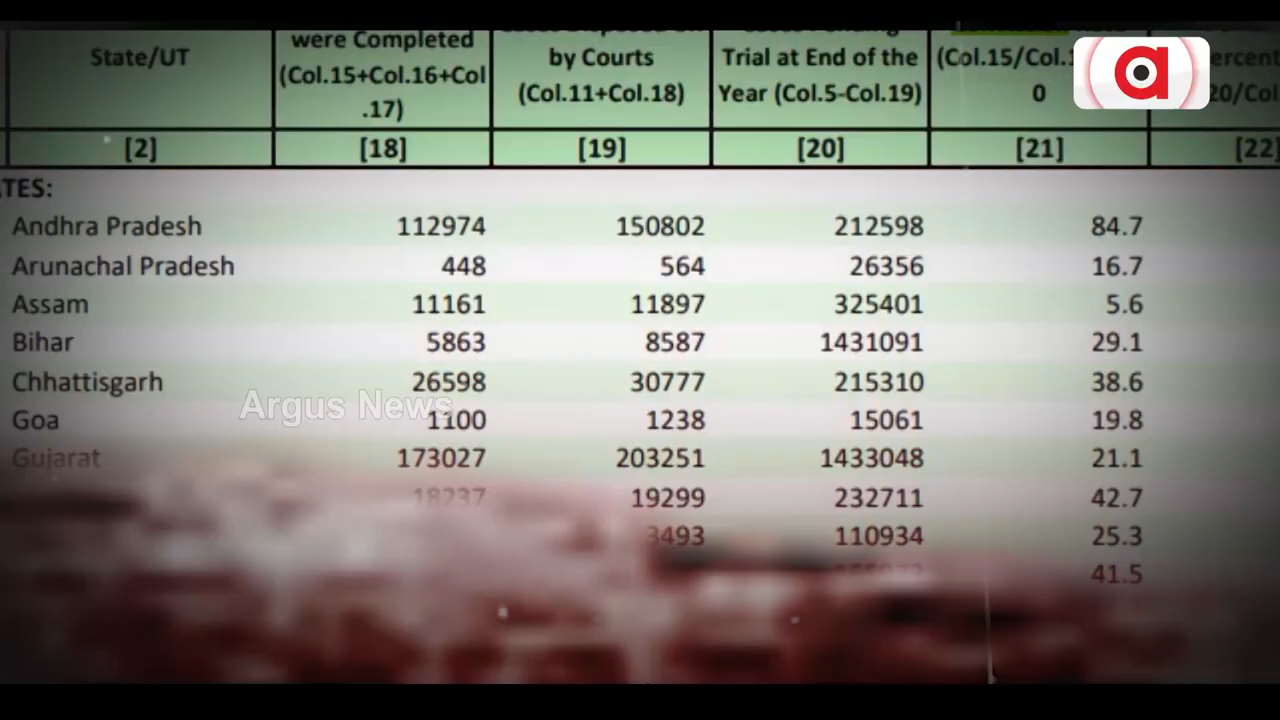 State/UT
were Completed
(Col.15+Col.16+Col
.17)
by Courts
(Col.11+Col.18)
Trial at End of the
Year (Col.5-Col.19)
(Col.15/Col.
0
a
[2] [18] [19] [20] [21] [22]
Andhra Pradesh 112974 150802 212598 84.7
Arunachal Pradesh 448 564 26356 16.7
Assam 11161 11897 325401 5.6
Bihar 5863 8587 1431091 29.1
Chhattisgarh 26598 30777 215310 38.6
Argus News
Goa 1100 1238 15061 19.8
Gujarat 173027 203251 1433048 21.1
18237 19299 232711 42.7
3493 110934 25.3
41.5